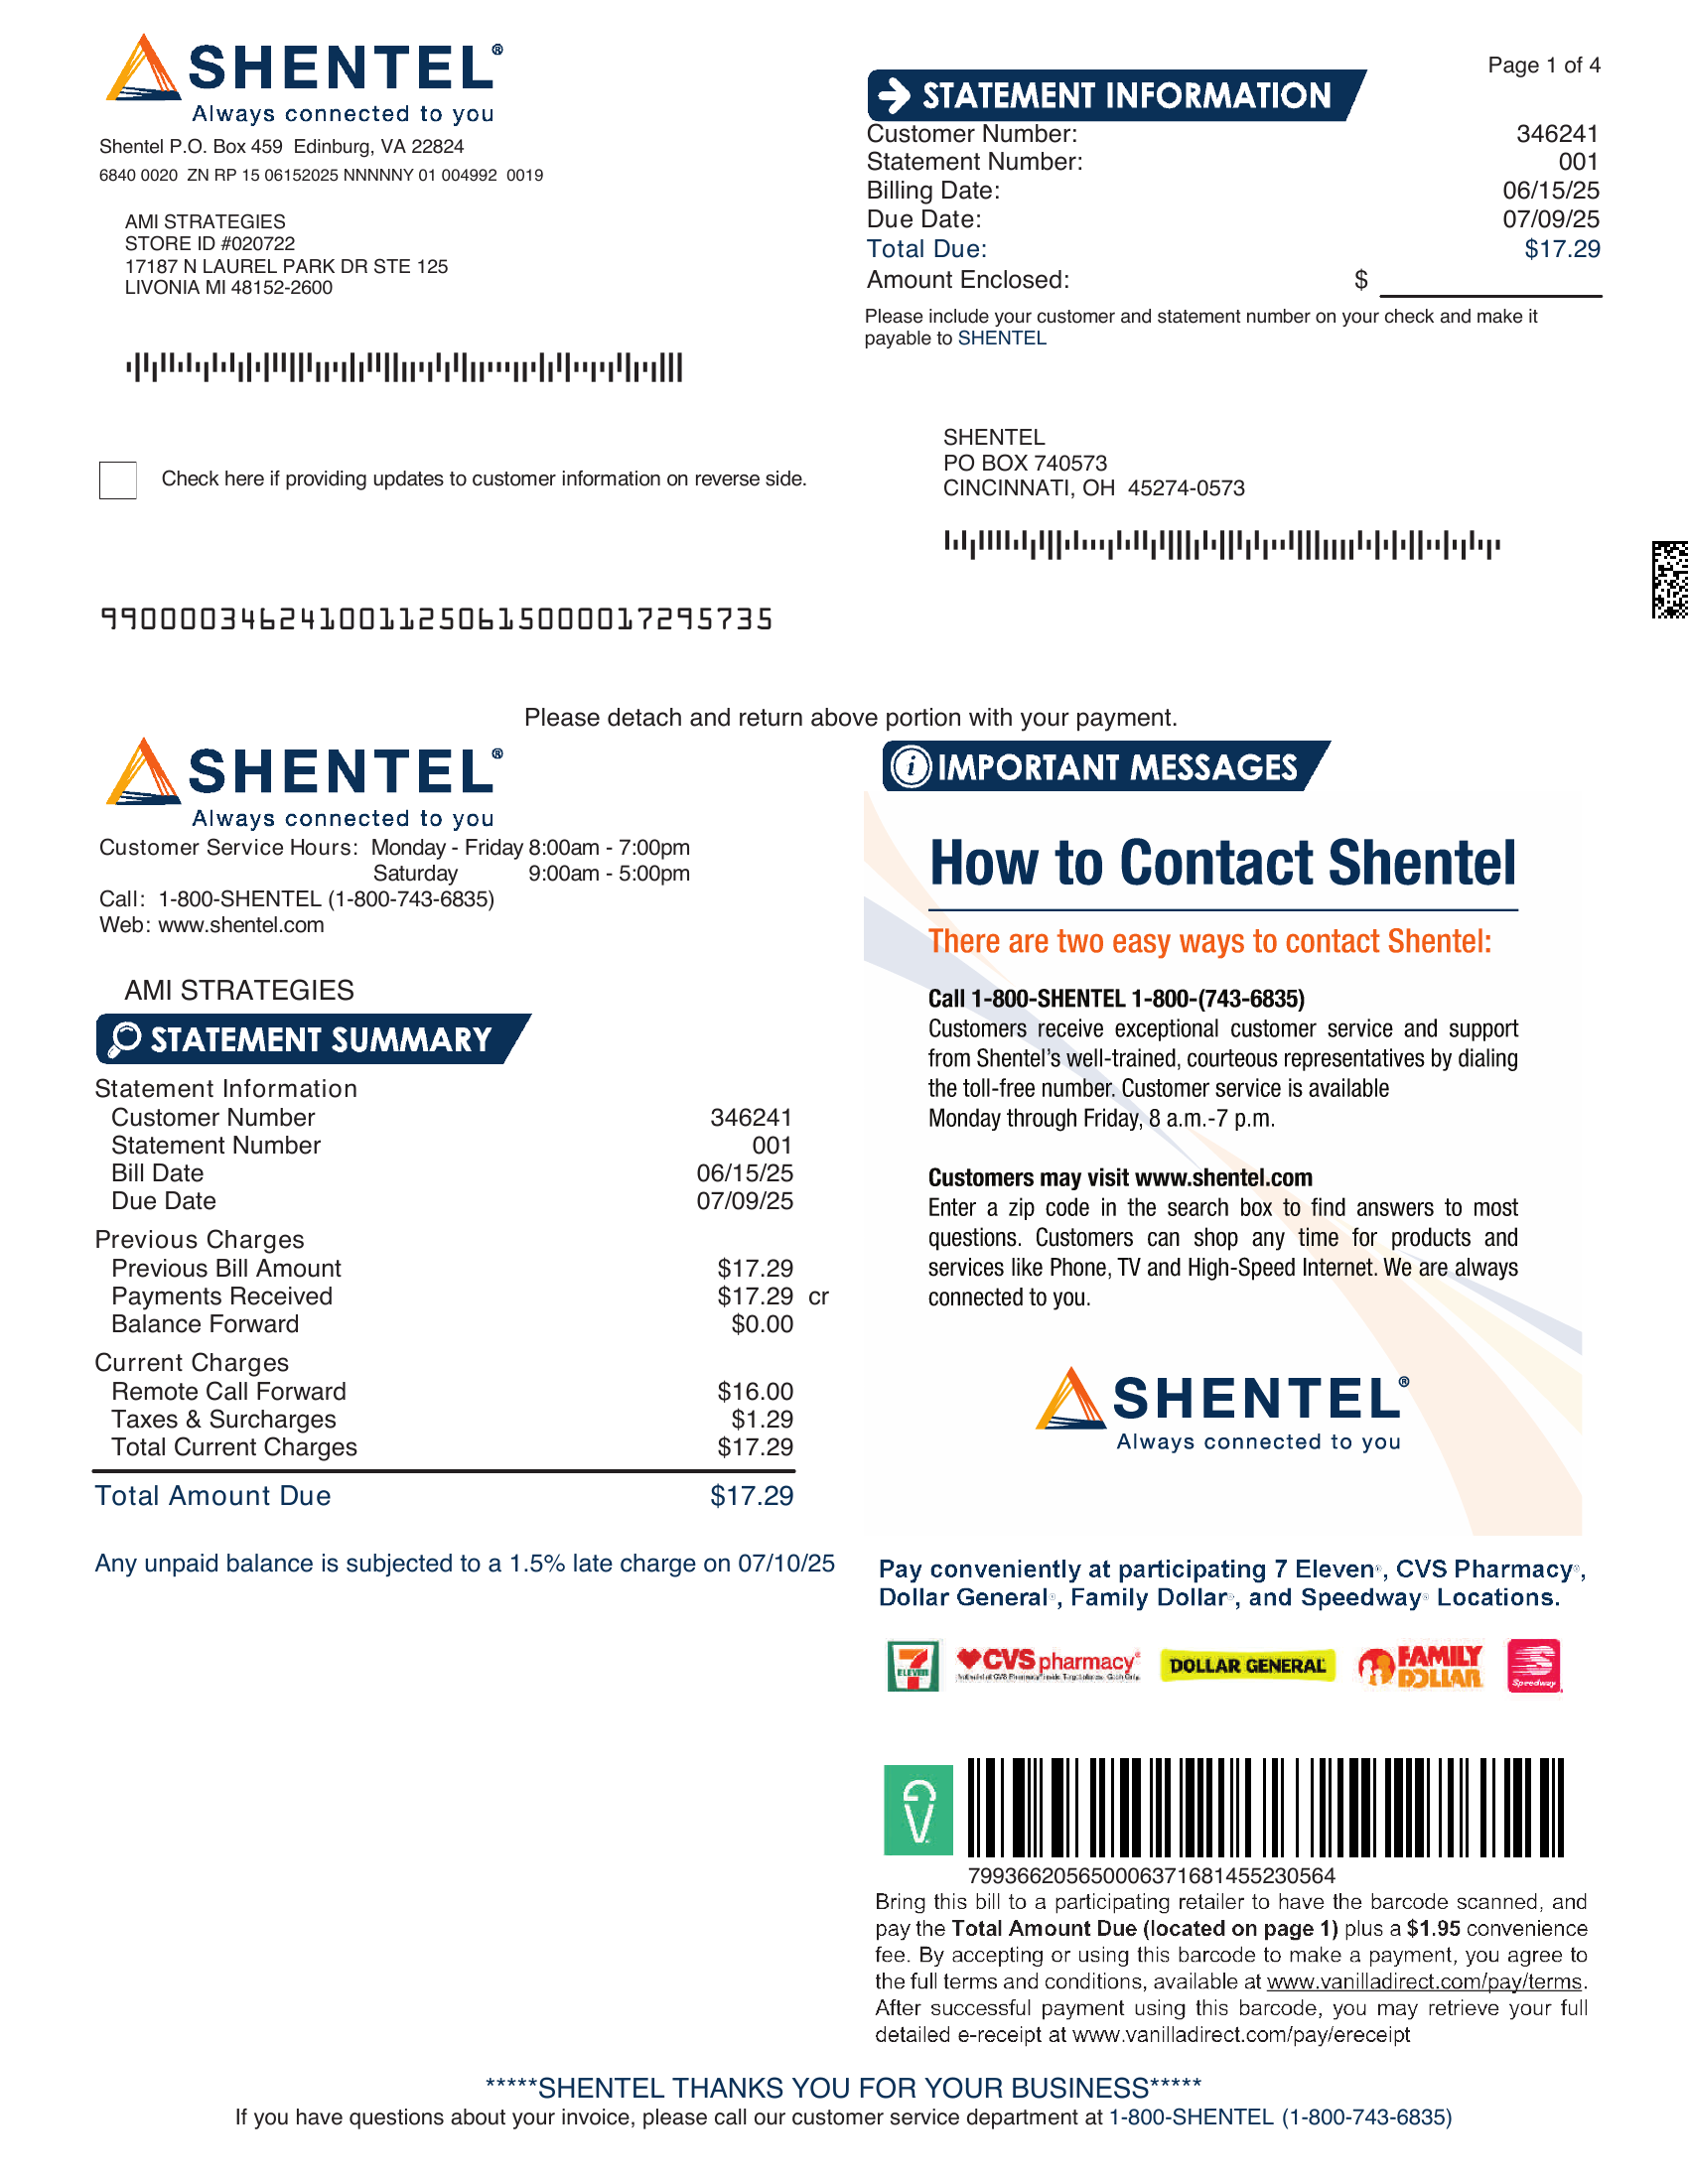 SHENTEL®
Always connected to you
Shentel P.O. Box 459 Edinburg, VA 22824
6840 0020 ZN RP 15 06152025 NNNNNY 01 004992 0019
AMI STRATEGIES
STORE ID #020722
17187 N LAUREL PARK DR STE 125
LIVONIA MI 48152-2600
Check here if providing updates to customer information on reverse side.
9900003462410011250615000017295735
Page 1 of 4
STATEMENT INFORMATION
Customer Number: 346241
Statement Number: 001
Billing Date: 06/15/25
Due Date: 07/09/25
Total Due: $17.29
Amount Enclosed: $
Please include your customer and statement number on your check and make it
payable to SHENTEL
SHENTEL
PO BOX 740573
CINCINNATI, OH 45274-0573
Please detach and return above portion with your payment.
SHENTEL®
Always connected to you
Customer Service Hours: Monday - Friday 8:00am - 7:00pm
Saturday 9:00am - 5:00pm
Call: 1-800-SHENTEL (1-800-743-6835)
Web: www.shentel.com
AMI STRATEGIES
STATEMENT SUMMARY
Statement Information
Customer Number 346241
Statement Number 001
Bill Date 06/15/25
Due Date 07/09/25
Previous Charges
Previous Bill Amount $17.29
Payments Received $17.29 cr
Balance Forward $0.00
Current Charges
Remote Call Forward $16.00
Taxes & Surcharges $1.29
Total Current Charges $17.29
Total Amount Due $17.29
Any unpaid balance is subjected to a 1.5% late charge on 07/10/25
IMPORTANT MESSAGES
How to Contact Shentel
There are two easy ways to contact Shentel:
Call 1-800-SHENTEL 1-800-(743-6835)
Customers receive exceptional customer service and support
from Shentel's well-trained, courteous representatives by dialing
the toll-free number. Customer service is available
Monday through Friday, 8 a.m.-7 p.m.
Customers may visit www.shentel.com
Enter a zip code in the search box to find answers to most
questions. Customers can shop any time for products and
services like Phone, TV and High-Speed Internet. We are always
connected to you.
SHENTEL®
Always connected to you
Pay conveniently at participating 7 Eleven®, CVS Pharmacy®,
Dollar General®, Family Dollar®, and Speedway® Locations.
7 ELEVEN
CVS pharmacy®
DOLLAR GENERAL
FAMILY DOLLAR
Speedway
799366205650006371681455230564
Bring this bill to a participating retailer to have the barcode scanned, and
pay the Total Amount Due (located on page 1) plus a $1.95 convenience
fee. By accepting or using this barcode to make a payment, you agree to
the full terms and conditions, available at www.vanilladirect.com/pay/terms.
After successful payment using this barcode, you may retrieve your full
detailed e-receipt at www.vanilladirect.com/pay/ereceipt
*****SHENTEL THANKS YOU FOR YOUR BUSINESS*****
If you have questions about your invoice, please call our customer service department at 1-800-SHENTEL (1-800-743-6835)